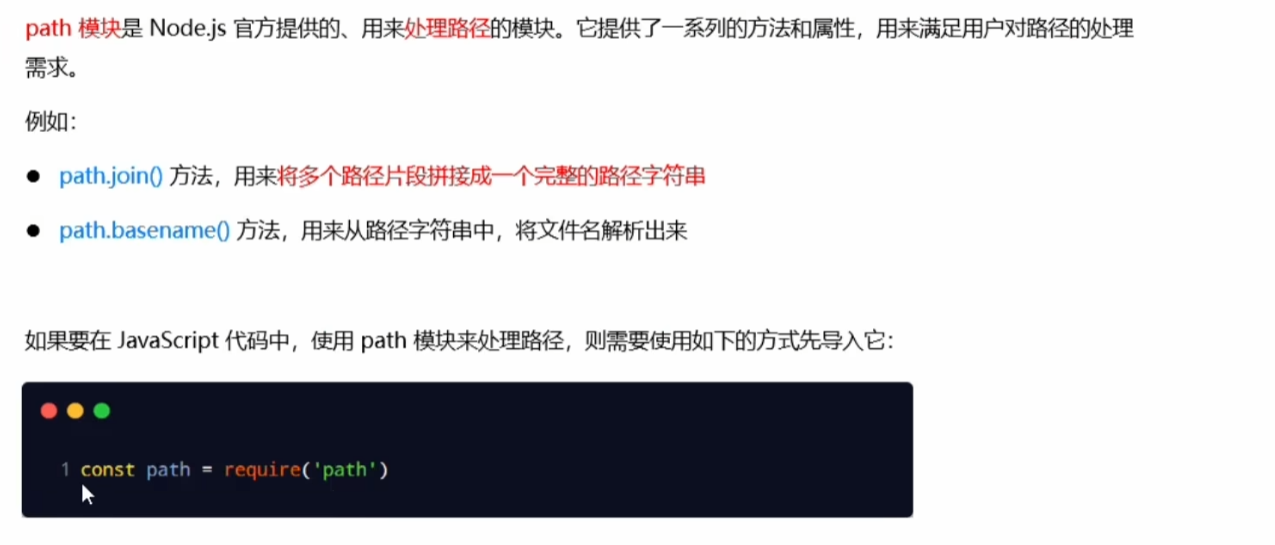 path 模块是 Node.js 官方提供的、用来处理路径的模块。它提供了一系列的方法和属性，用来满足用户对路径的处理
需求。
例如：
● path.join() 方法，用来将多个路径片段拼接成一个完整的路径字符串
● path.basename() 方法，用来从路径字符串中，将文件名解析出来
如果要在 JavaScript 代码中，使用 path 模块来处理路径，则需要使用如下的方式先导入它：
1 const path = require('path')